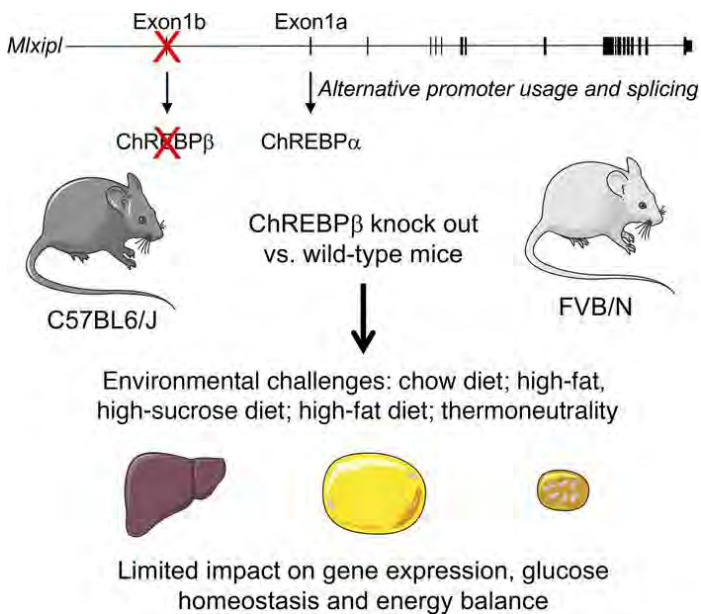 Exon1b Exon1a
Mlxipl
Alternative promoter usage and splicing
ChREBPβ ChREBPα
ChREBPβ knock out
vs. wild-type mice
C57BL6/J
FVB/N
Environmental challenges: chow diet; high-fat,
high-sucrose diet; high-fat diet; thermoneutrality
Limited impact on gene expression, glucose
homeostasis and energy balance